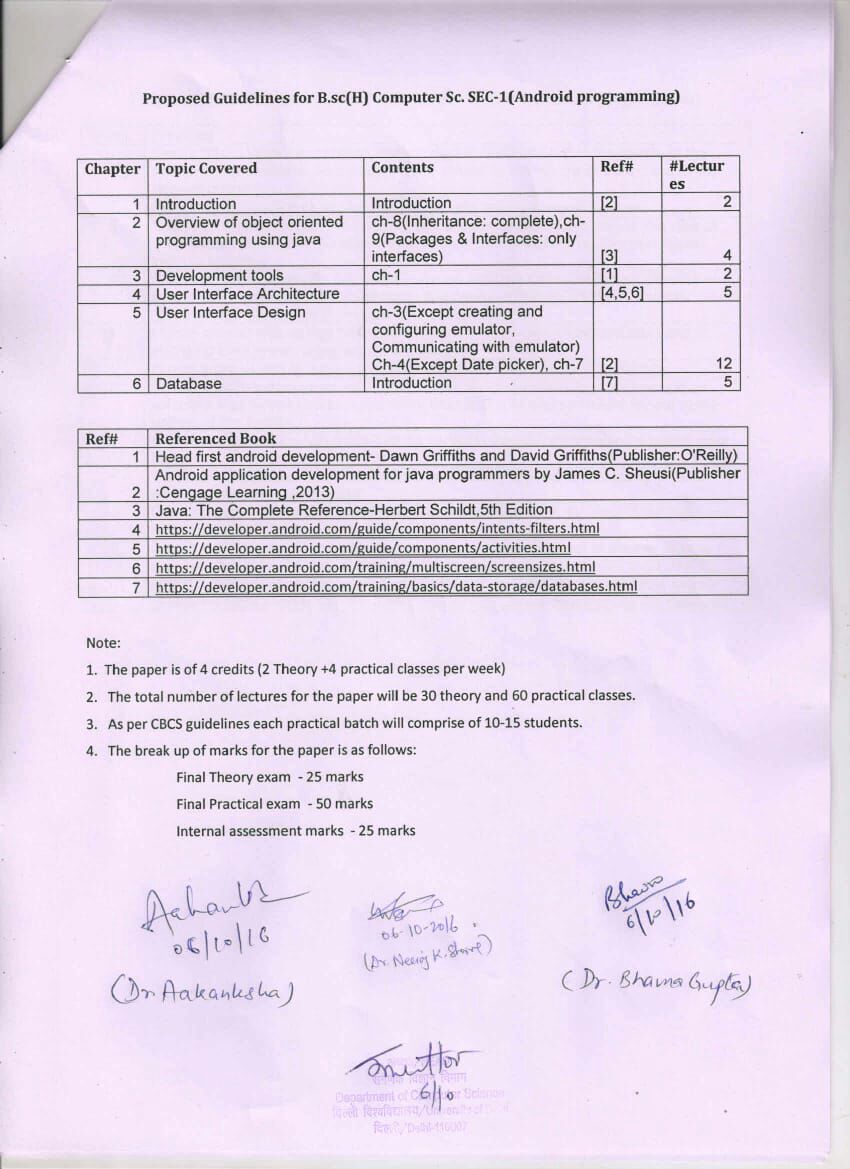 Proposed Guidelines for B.sc(H) Computer Sc. SEC-1(Android programming)
Chapter Topic Covered Contents Ref# #Lectur
es
1 Introduction Introduction [2] 2
2 Overview of object oriented ch-8(Inheritance: complete),ch-
programming using java 9(Packages & Interfaces: only
interfaces) [3] 4
3 Development tools ch-1 [1] 2
4 User Interface Architecture [4,5,6] 5
5 User Interface Design ch-3(Except creating and
configuring emulator,
Communicating with emulator)
Ch-4(Except Date picker), ch-7 [2] 12
6 Database Introduction [7] 5
Ref# Referenced Book
1 Head first android development- Dawn Griffiths and David Griffiths(Publisher:O'Reilly)
Android application development for java programmers by James C. Sheusi(Publisher
2 :Cengage Learning ,2013)
3 Java: The Complete Reference-Herbert Schildt,5th Edition
4 https://developer.android.com/guide/components/intents-filters.html
5 https://developer.android.com/guide/components/activities.html
6 https://developer.android.com/training/multiscreen/screensizes.html
7 https://developer.android.com/training/basics/data-storage/databases.html
Note:
1. The paper is of 4 credits (2 Theory +4 practical classes per week)
2. The total number of lectures for the paper will be 30 theory and 60 practical classes.
3. As per CBCS guidelines each practical batch will comprise of 10-15 students.
4. The break up of marks for the paper is as follows:
Final Theory exam - 25 marks
Final Practical exam - 50 marks
Internal assessment marks - 25 marks
06/10/16
(Dr Aakanksha)
06-10-2016
(Dr. Neeraj K. Sharma)
Bhavna
6/10/16
(Dr. Bhavna Gupta)
6/10
Department of Computer Science
दिल्ली विश्वविद्यालय/University of Delhi
Delhi-110007